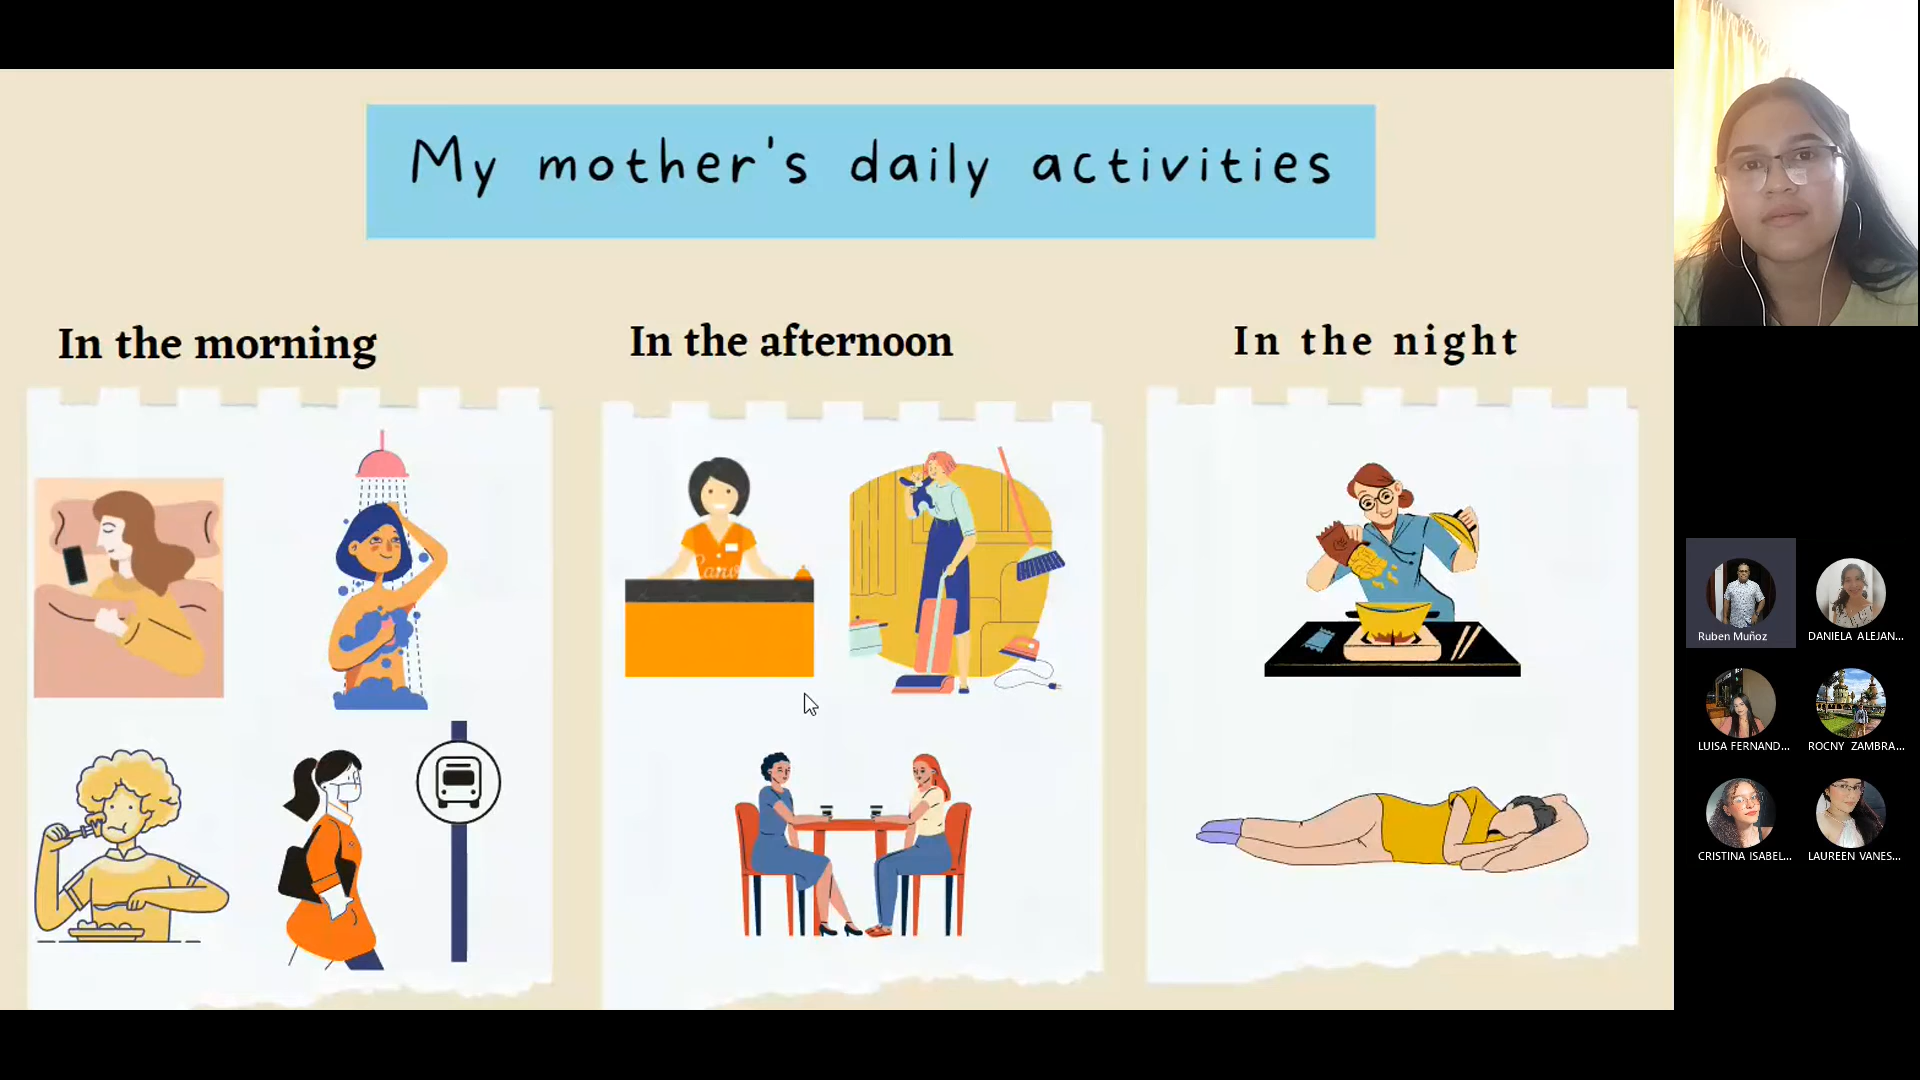 My mother's daily activities
In the morning
In the afternoon
In the night
Canva
Ruben Muñoz
DANIELA ALEJAN...
LUISA FERNAND...
ROCNY ZAMBRA...
CRISTINA ISABEL...
LAUREEN VANES...